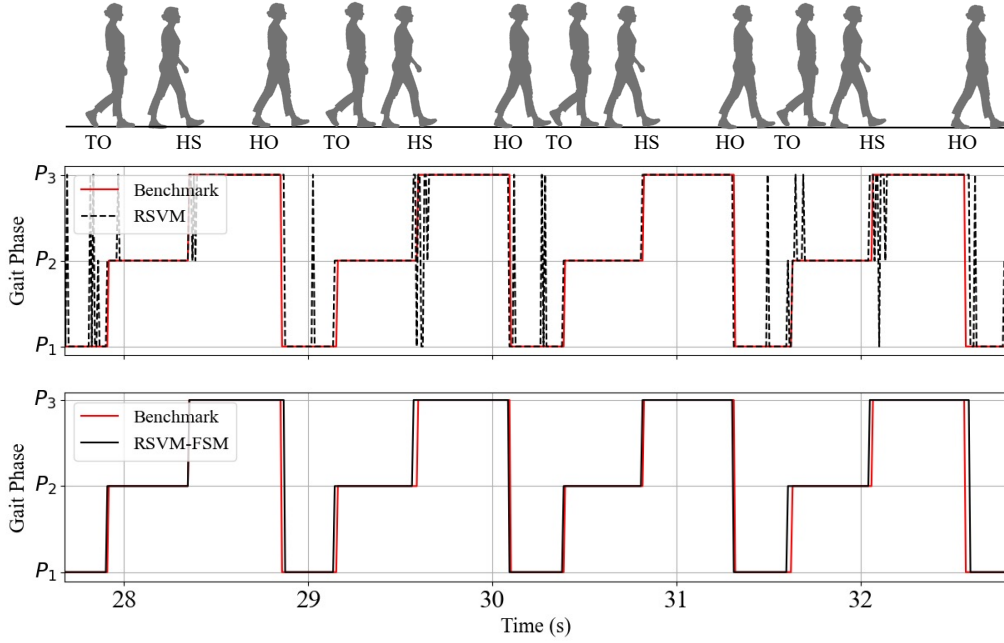 TO HS HO TO HS HO TO HS HO TO HS HO
P3
P2
P1
Gait Phase
Benchmark
RSVM
P3
P2
P1
Gait Phase
Benchmark
RSVM-FSM
28 29 30 31 32
Time (s)